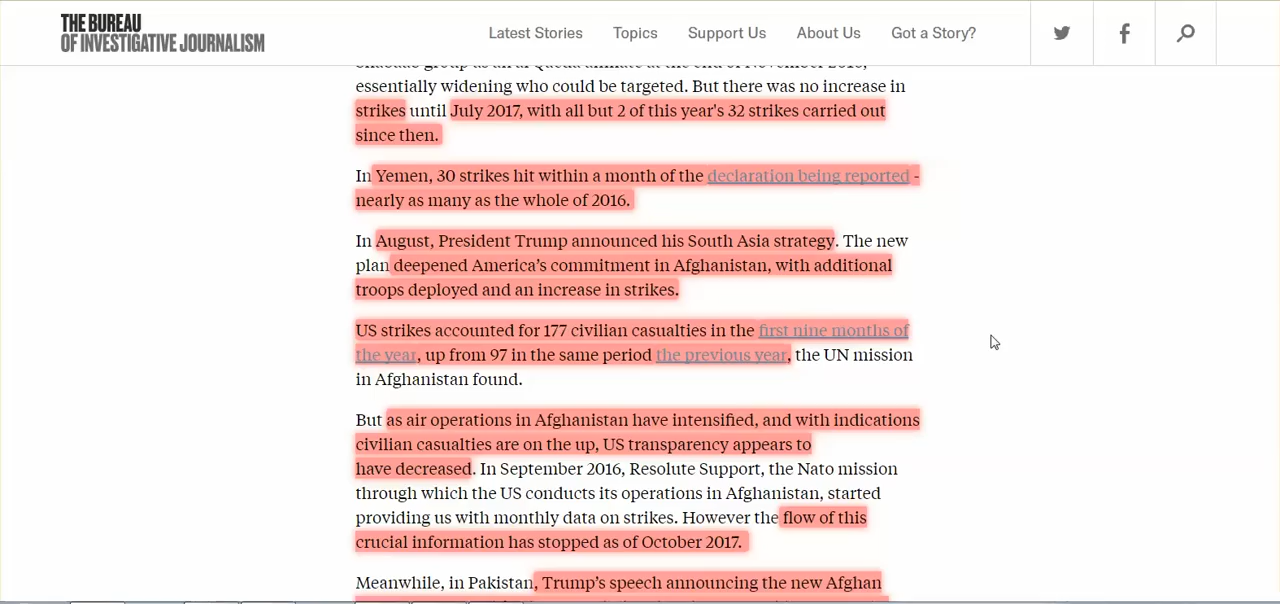 THE BUREAU
OF INVESTIGATIVE JOURNALISM
Latest Stories Topics Support Us About Us Got a Story?
essentially widening who could be targeted. But there was no increase in
strikes until July 2017, with all but 2 of this year's 32 strikes carried out
since then.
In Yemen, 30 strikes hit within a month of the declaration being reported -
nearly as many as the whole of 2016.
In August, President Trump announced his South Asia strategy. The new
plan deepened America’s commitment in Afghanistan, with additional
troops deployed and an increase in strikes.
US strikes accounted for 177 civilian casualties in the first nine months of
the year, up from 97 in the same period the previous year, the UN mission
in Afghanistan found.
But as air operations in Afghanistan have intensified, and with indications
civilian casualties are on the up, US transparency appears to
have decreased. In September 2016, Resolute Support, the Nato mission
through which the US conducts its operations in Afghanistan, started
providing us with monthly data on strikes. However the flow of this
crucial information has stopped as of October 2017.
Meanwhile, in Pakistan, Trump’s speech announcing the new Afghan